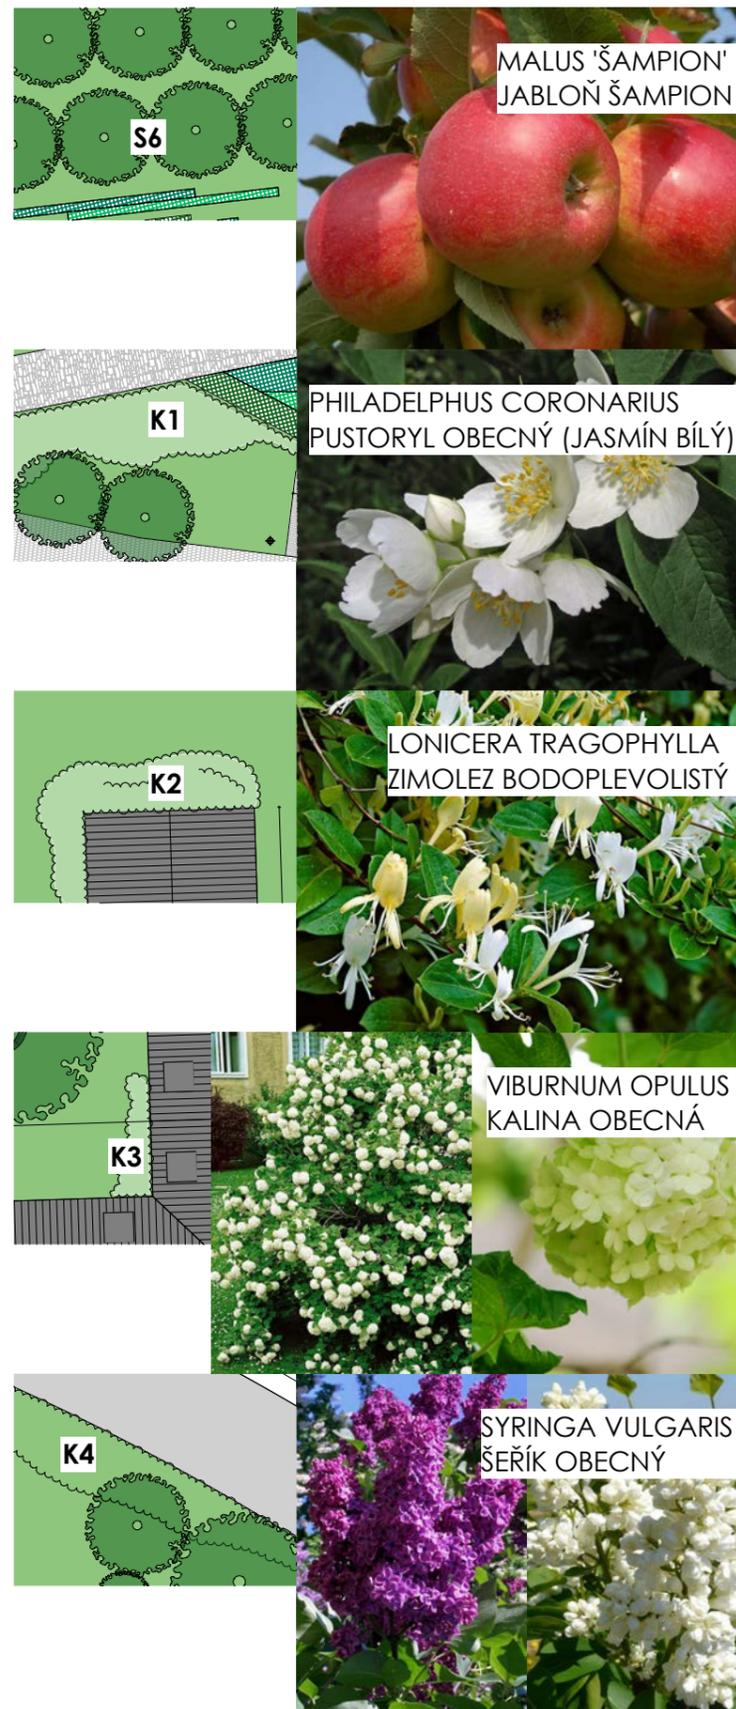 S6
MALUS 'ŠAMPION'
JABLOŇ ŠAMPION
K1
PHILADELPHUS CORONARIUS
PUSTORYL OBECNÝ (JASMÍN BÍLÝ)
K2
LONICERA TRAGOPHYLLA
ZIMOLEZ BODOPLEVOLISTÝ
K3
VIBURNUM OPULUS
KALINA OBECNÁ
K4
SYRINGA VULGARIS
ŠEŘÍK OBECNÝ